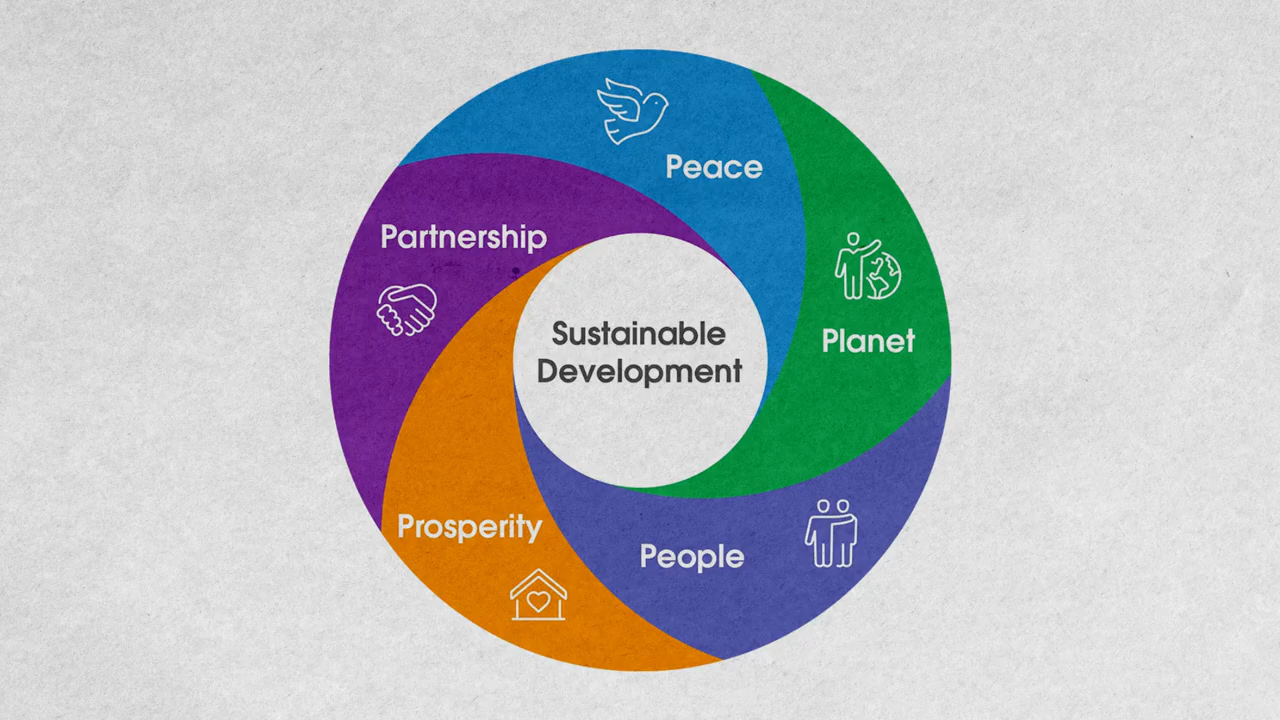 Peace
Partnership
Planet
Sustainable
Development
Prosperity
People